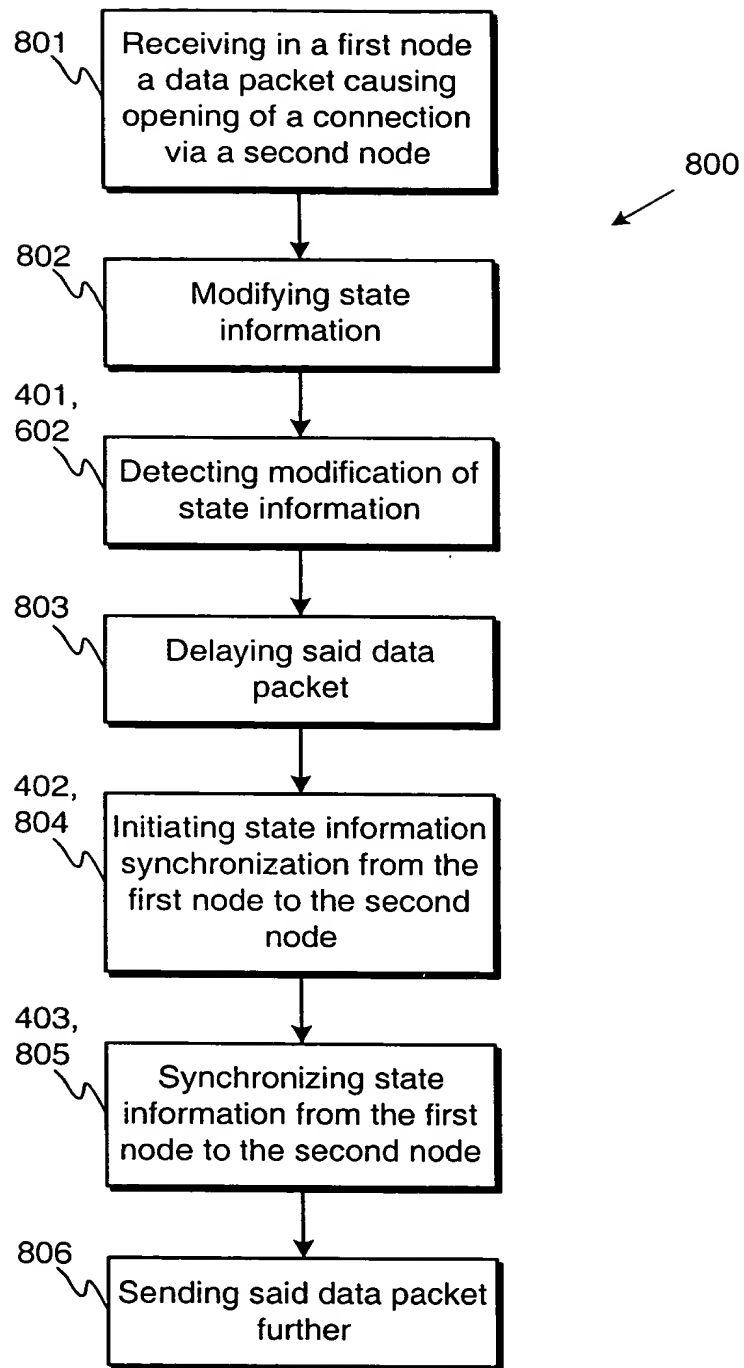 801
Receiving in a first node
a data packet causing
opening of a connection
via a second node
800
802
Modifying state
information
401,
602
Detecting modification of
state information
803
Delaying said data
packet
402,
804
Initiating state information
synchronization from the
first node to the second
node
403,
805
Synchronizing state
information from the first
node to the second node
806
Sending said data packet
further